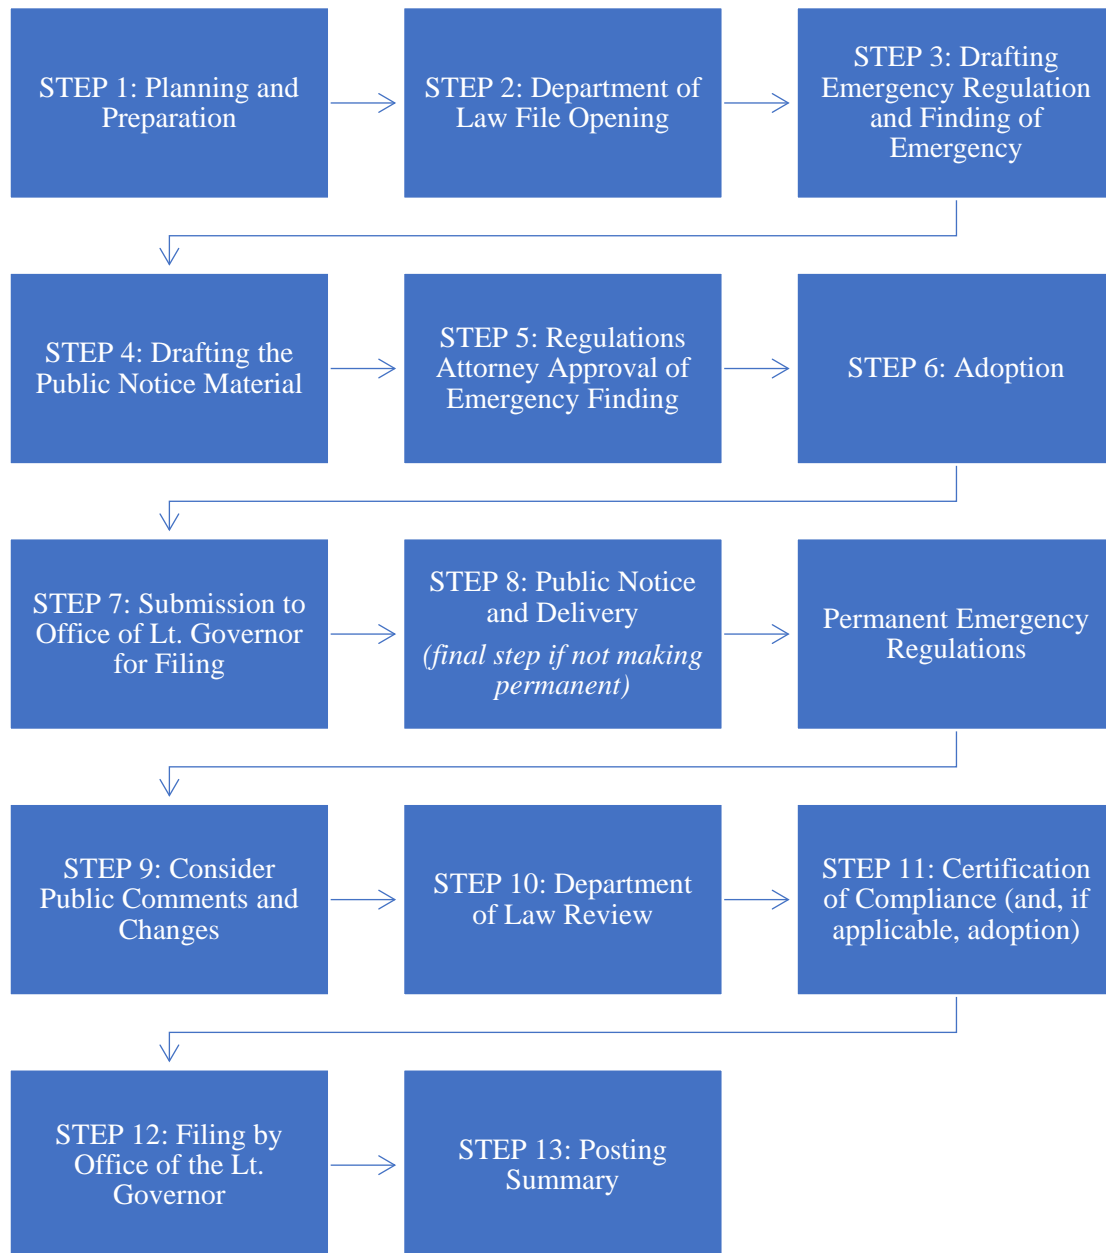 STEP 1: Planning and
Preparation
STEP 2: Department of
Law File Opening
STEP 3: Drafting
Emergency Regulation
and Finding of
Emergency
STEP 4: Drafting the
Public Notice Material
STEP 5: Regulations
Attorney Approval of
Emergency Finding
STEP 6: Adoption
STEP 7: Submission to
Office of Lt. Governor
for Filing
STEP 8: Public Notice
and Delivery
(final step if not making
permanent)
Permanent Emergency
Regulations
STEP 9: Consider
Public Comments and
Changes
STEP 10: Department
of Law Review
STEP 11: Certification
of Compliance (and, if
applicable, adoption)
STEP 12: Filing by
Office of the Lt.
Governor
STEP 13: Posting
Summary